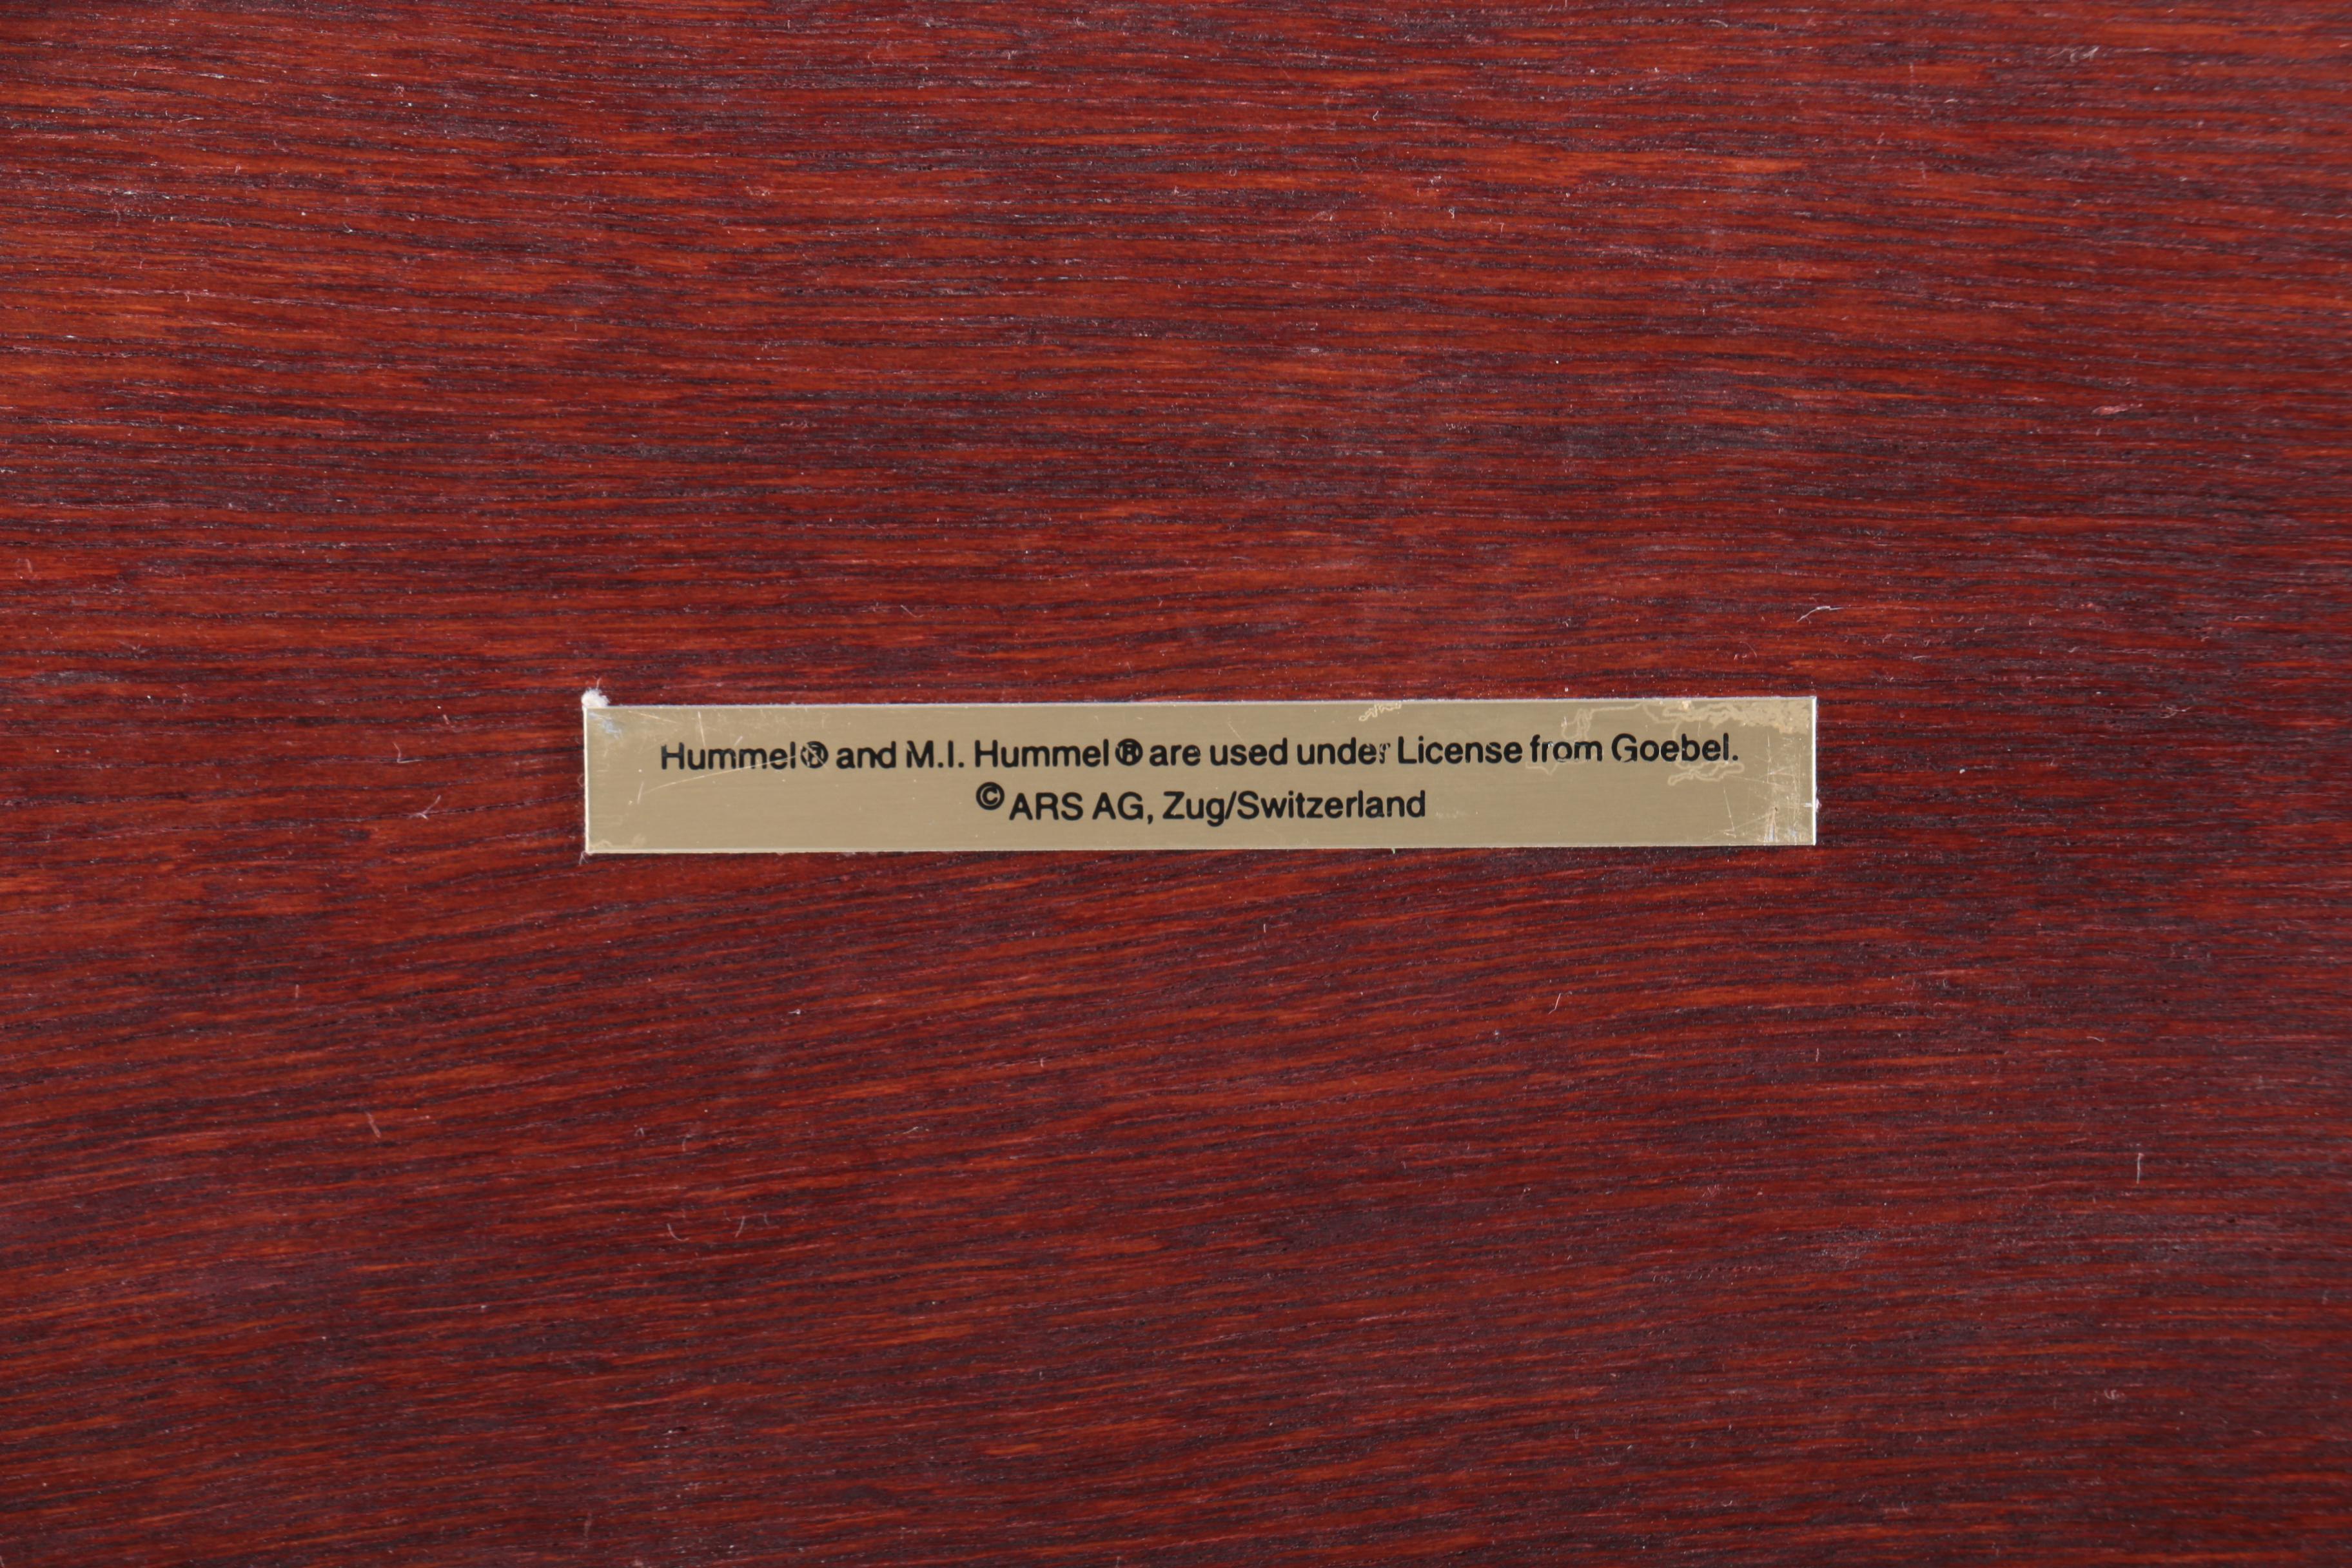 Hummel® and M.I. Hummel® are used under License from Goebel.
© ARS AG, Zug/Switzerland